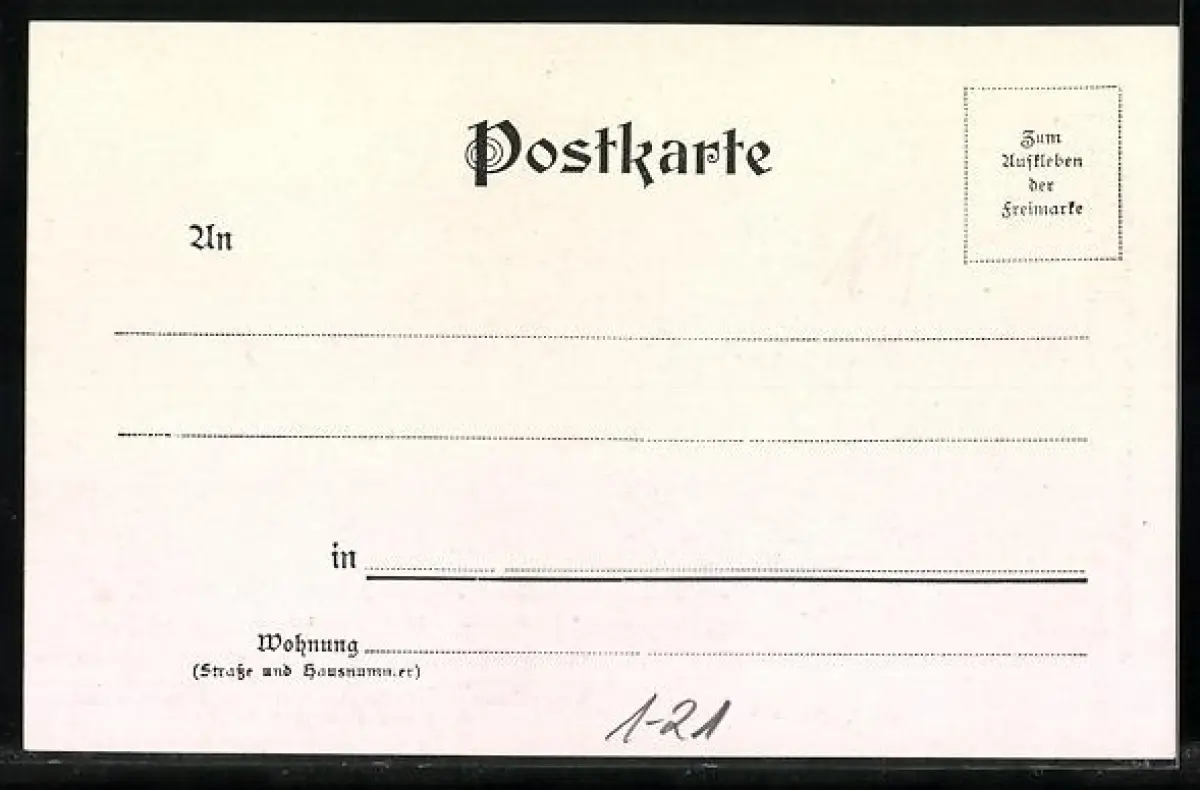 Postkarte
Zum
Aufkleben
der
Freimarke
An
in
Wohnung
(Straße und Hausnummer)
1-21